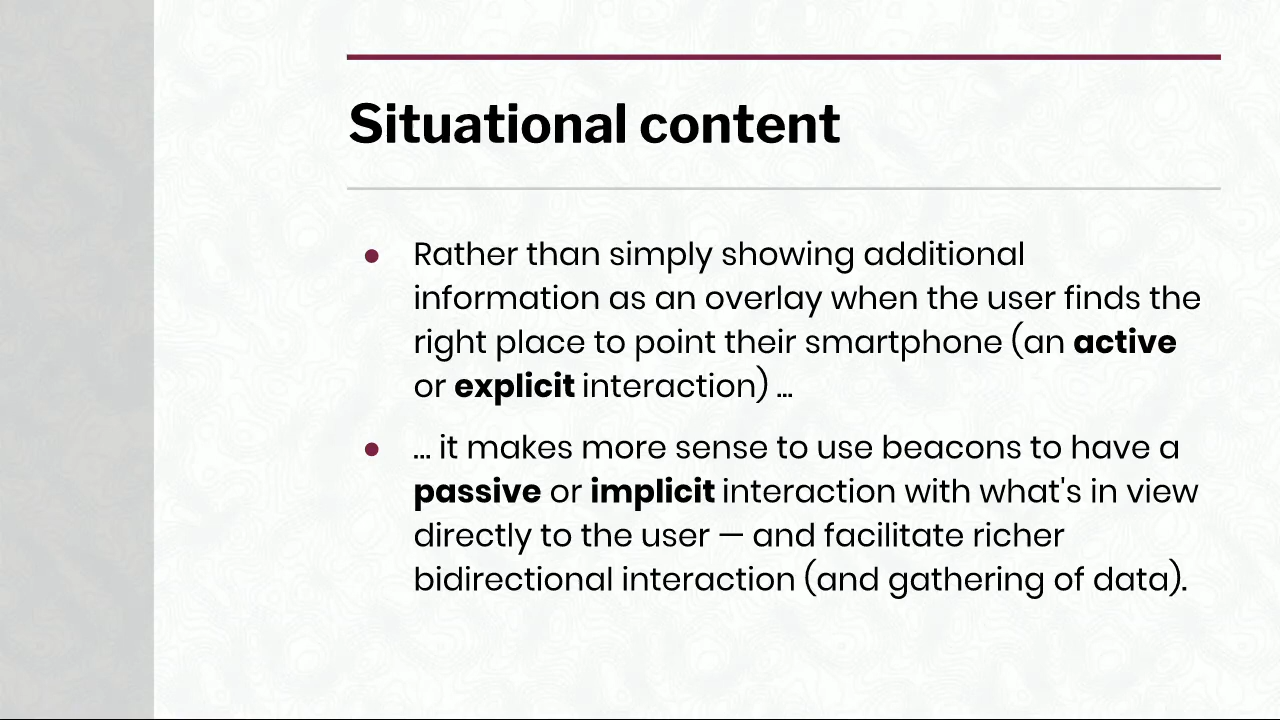 Situational content
● Rather than simply showing additional
information as an overlay when the user finds the
right place to point their smartphone (an active
or explicit interaction) ...
● ... it makes more sense to use beacons to have a
passive or implicit interaction with what's in view
directly to the user — and facilitate richer
bidirectional interaction (and gathering of data).